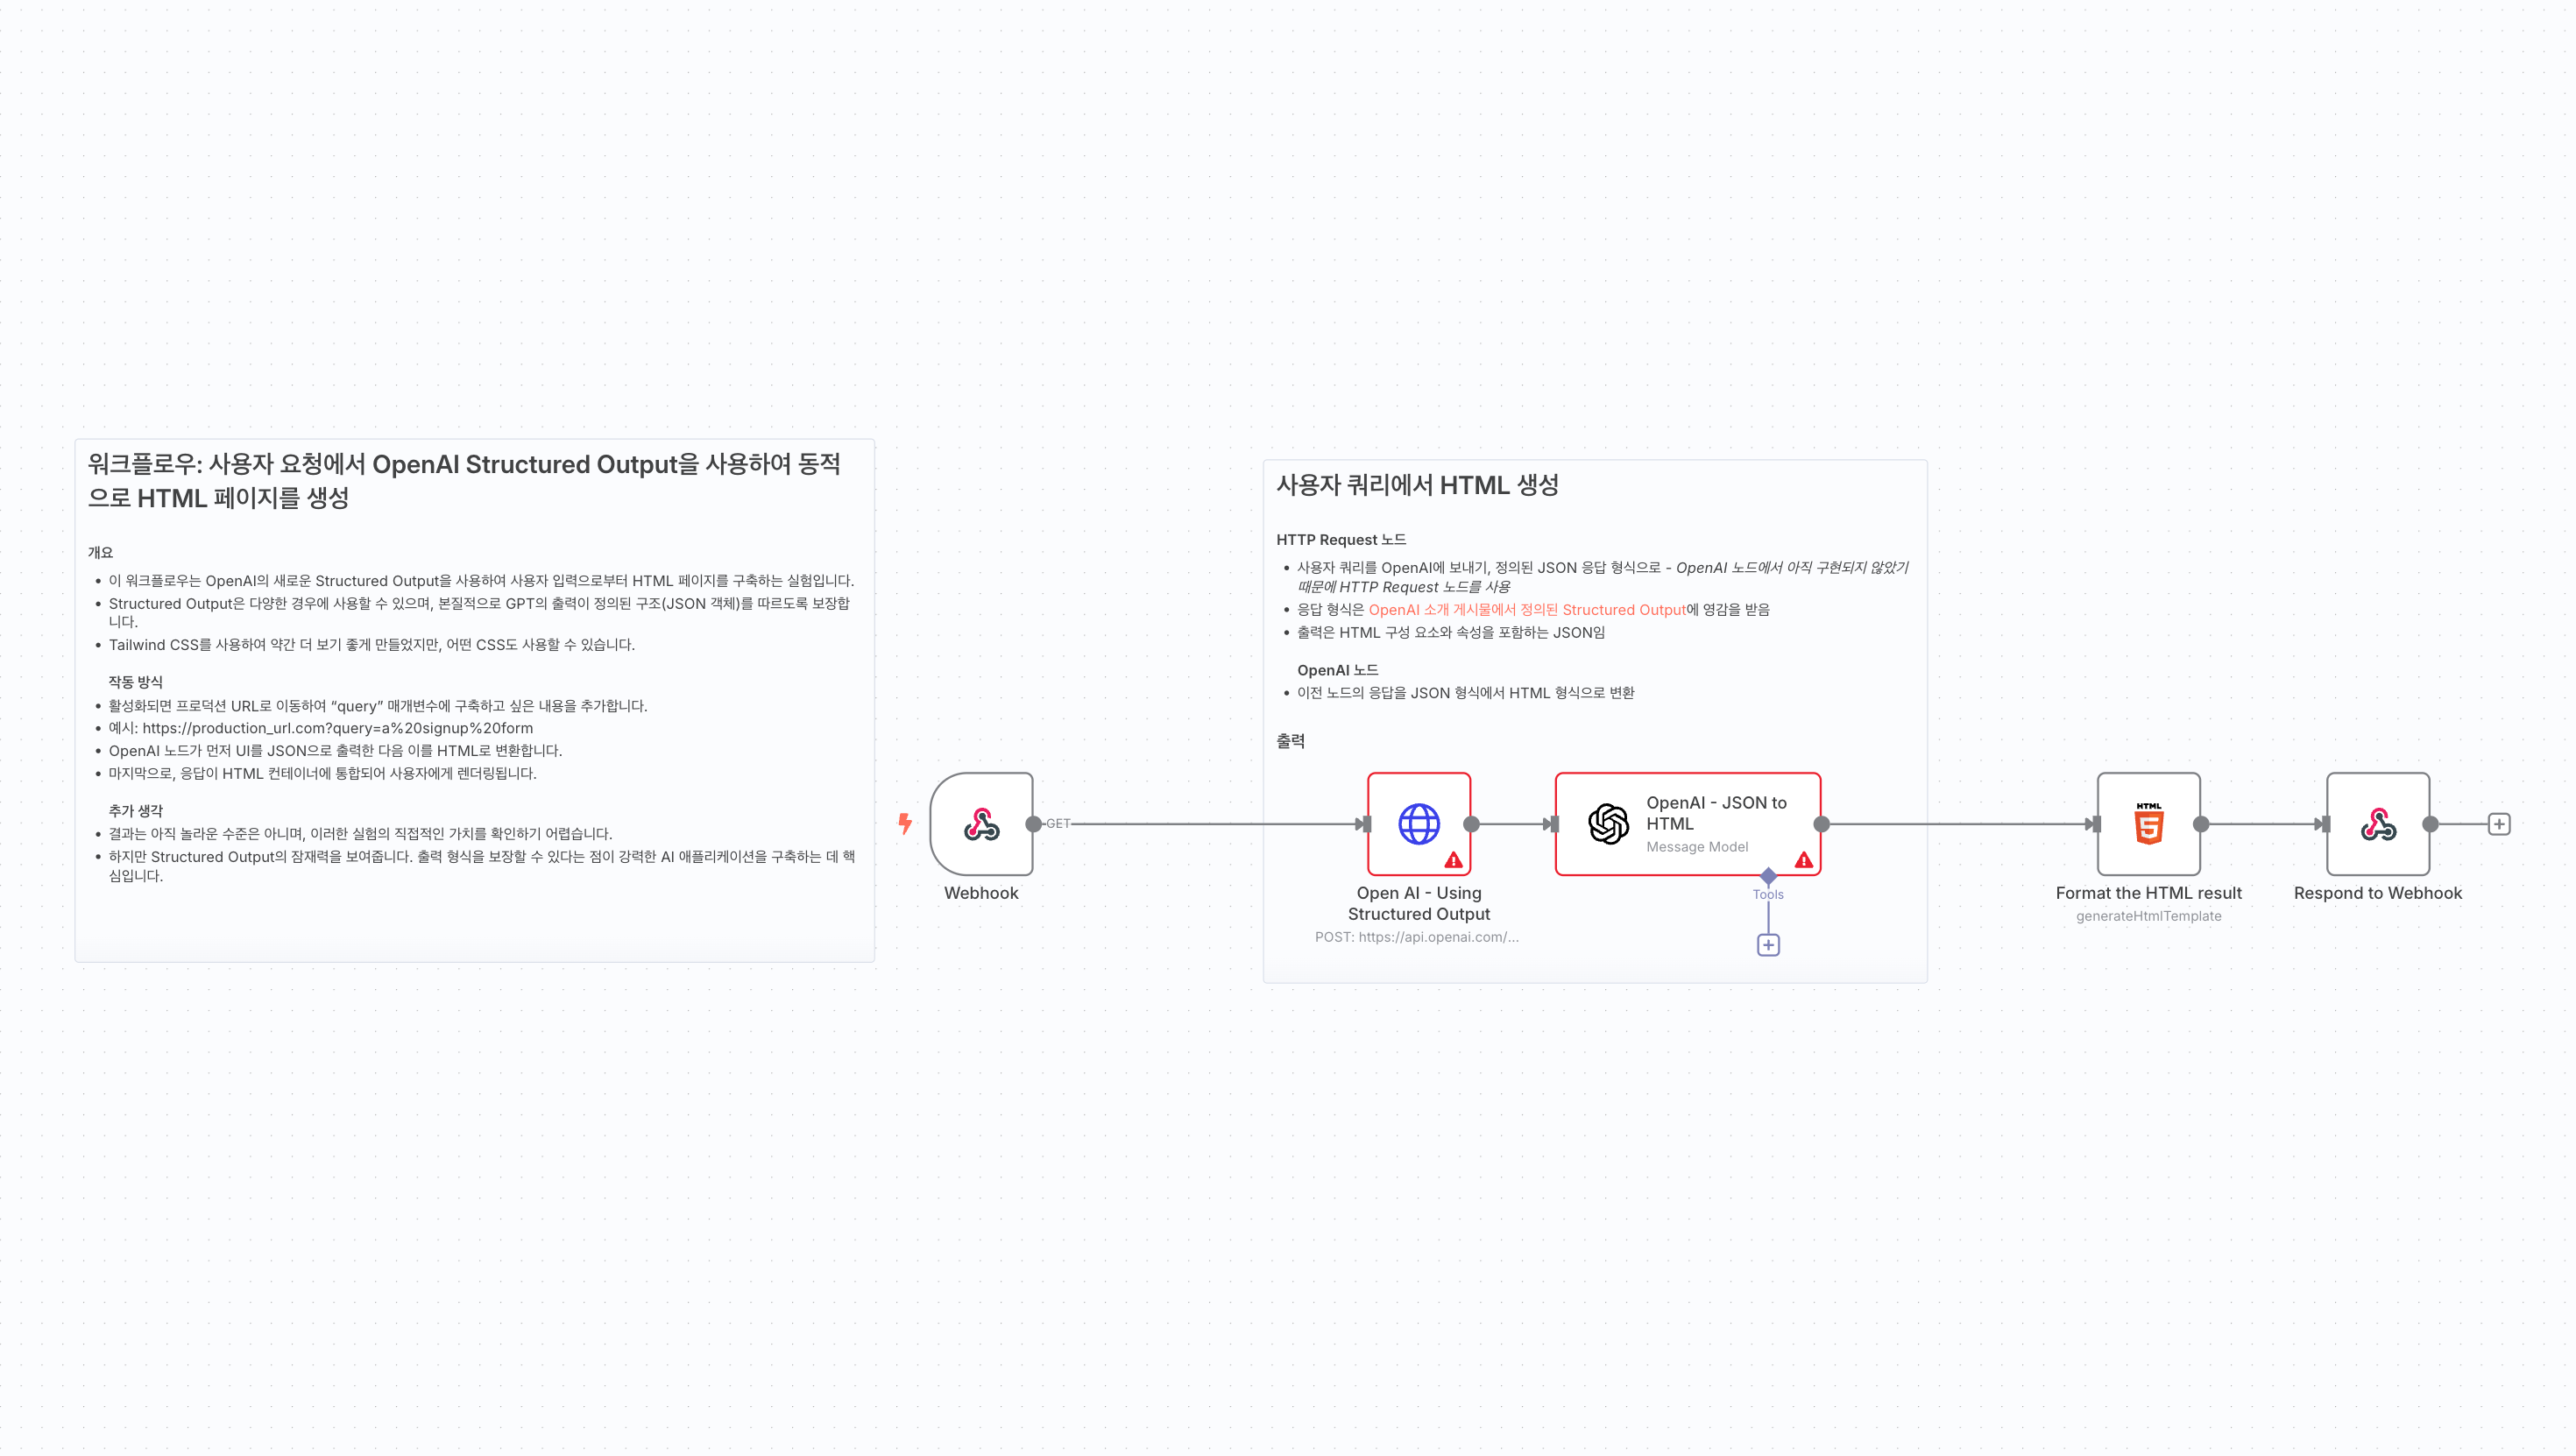 워크플로우: 사용자 요청에서 OpenAI Structured Output을 사용하여 동적
으로 HTML 페이지를 생성
개요
• 이 워크플로우는 OpenAI의 새로운 Structured Output을 사용하여 사용자 입력으로부터 HTML 페이지를 구축하는 실험입니다.
• Structured Output은 다양한 경우에 사용할 수 있으며, 본질적으로 GPT의 출력이 정의된 구조(JSON 객체)를 따르도록 보장합
니다.
• Tailwind CSS를 사용하여 약간 더 보기 좋게 만들었지만, 어떤 CSS도 사용할 수 있습니다.
작동 방식
• 활성화되면 프로덕션 URL로 이동하여 “query” 매개변수에 구축하고 싶은 내용을 추가합니다.
• 예시: https://production_url.com?query=a%20signup%20form
• OpenAI 노드가 먼저 UI를 JSON으로 출력한 다음 이를 HTML로 변환합니다.
• 마지막으로, 응답이 HTML 컨테이너에 통합되어 사용자에게 렌더링됩니다.
추가 생각
• 결과는 아직 놀라운 수준은 아니며, 이러한 실험의 직접적인 가치를 확인하기 어렵습니다.
• 하지만 Structured Output의 잠재력을 보여줍니다. 출력 형식을 보장할 수 있다는 점이 강력한 AI 애플리케이션을 구축하는 데 핵
심입니다.
GET
Webhook
사용자 쿼리에서 HTML 생성
HTTP Request 노드
• 사용자 쿼리를 OpenAI에 보내기, 정의된 JSON 응답 형식으로 - OpenAI 노드에서 아직 구현되지 않았기
때문에 HTTP Request 노드를 사용
• 응답 형식은 OpenAI 소개 게시물에서 정의된 Structured Output에 영감을 받음
• 출력은 HTML 구성 요소와 속성을 포함하는 JSON임
OpenAI 노드
• 이전 노드의 응답을 JSON 형식에서 HTML 형식으로 변환
출력
Open AI - Using
Structured Output
POST: https://api.openai.com/...
OpenAI - JSON to
HTML
Message Model
Tools
HTML
Format the HTML result
generateHtmlTemplate
Respond to Webhook